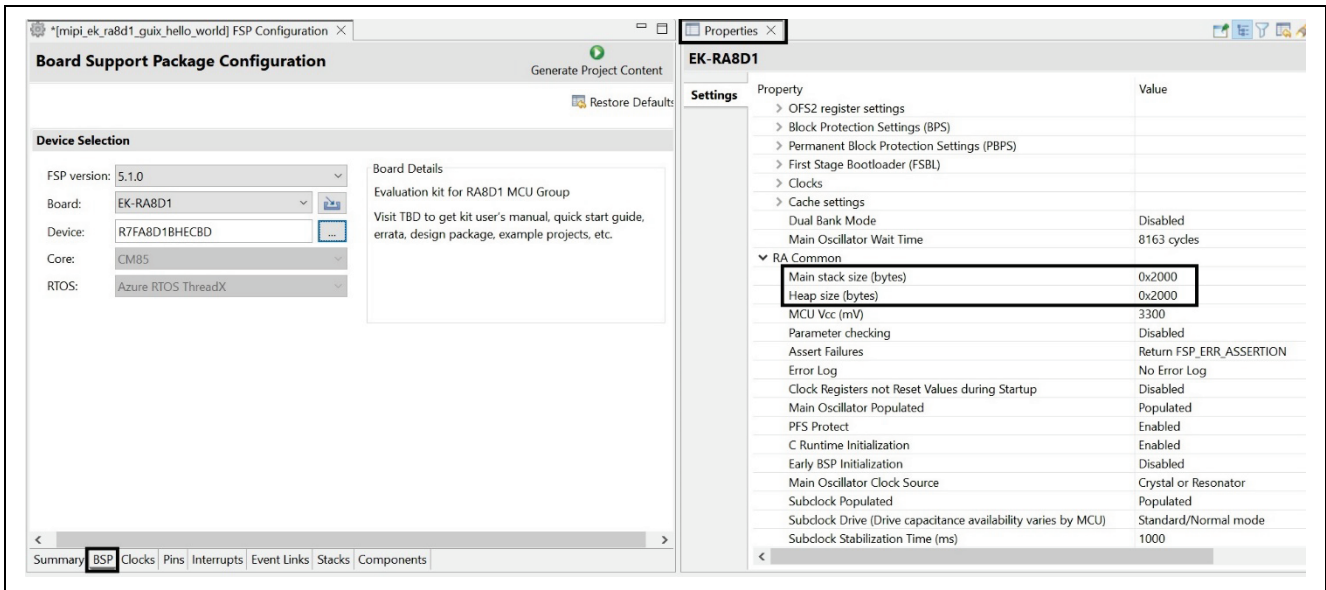 *[mipi_ek_ra8d1_guix_hello_world] FSP Configuration
Board Support Package Configuration
Generate Project Content
Restore Defaults
Device Selection
FSP version: 5.1.0
Board: EK-RA8D1
Device: R7FA8D1BHECBD
...
Core: CM85
RTOS: Azure RTOS ThreadX
Board Details
Evaluation kit for RA8D1 MCU Group
Visit TBD to get kit user's manual, quick start guide,
errata, design package, example projects, etc.
Summary BSP Clocks Pins Interrupts Event Links Stacks Components
Properties
EK-RA8D1
Settings
Property Value
OFS2 register settings
Block Protection Settings (BPS)
Permanent Block Protection Settings (PBPS)
First Stage Bootloader (FSBL)
Clocks
Cache settings
Dual Bank Mode Disabled
Main Oscillator Wait Time 8163 cycles
RA Common
Main stack size (bytes) 0x2000
Heap size (bytes) 0x2000
MCU Vcc (mV) 3300
Parameter checking Disabled
Assert Failures Return FSP_ERR_ASSERTION
Error Log No Error Log
Clock Registers not Reset Values during Startup Disabled
Main Oscillator Populated Populated
PFS Protect Enabled
C Runtime Initialization Enabled
Early BSP Initialization Disabled
Main Oscillator Clock Source Crystal or Resonator
Subclock Populated Populated
Subclock Drive (Drive capacitance availability varies by MCU) Standard/Normal mode
Subclock Stabilization Time (ms) 1000